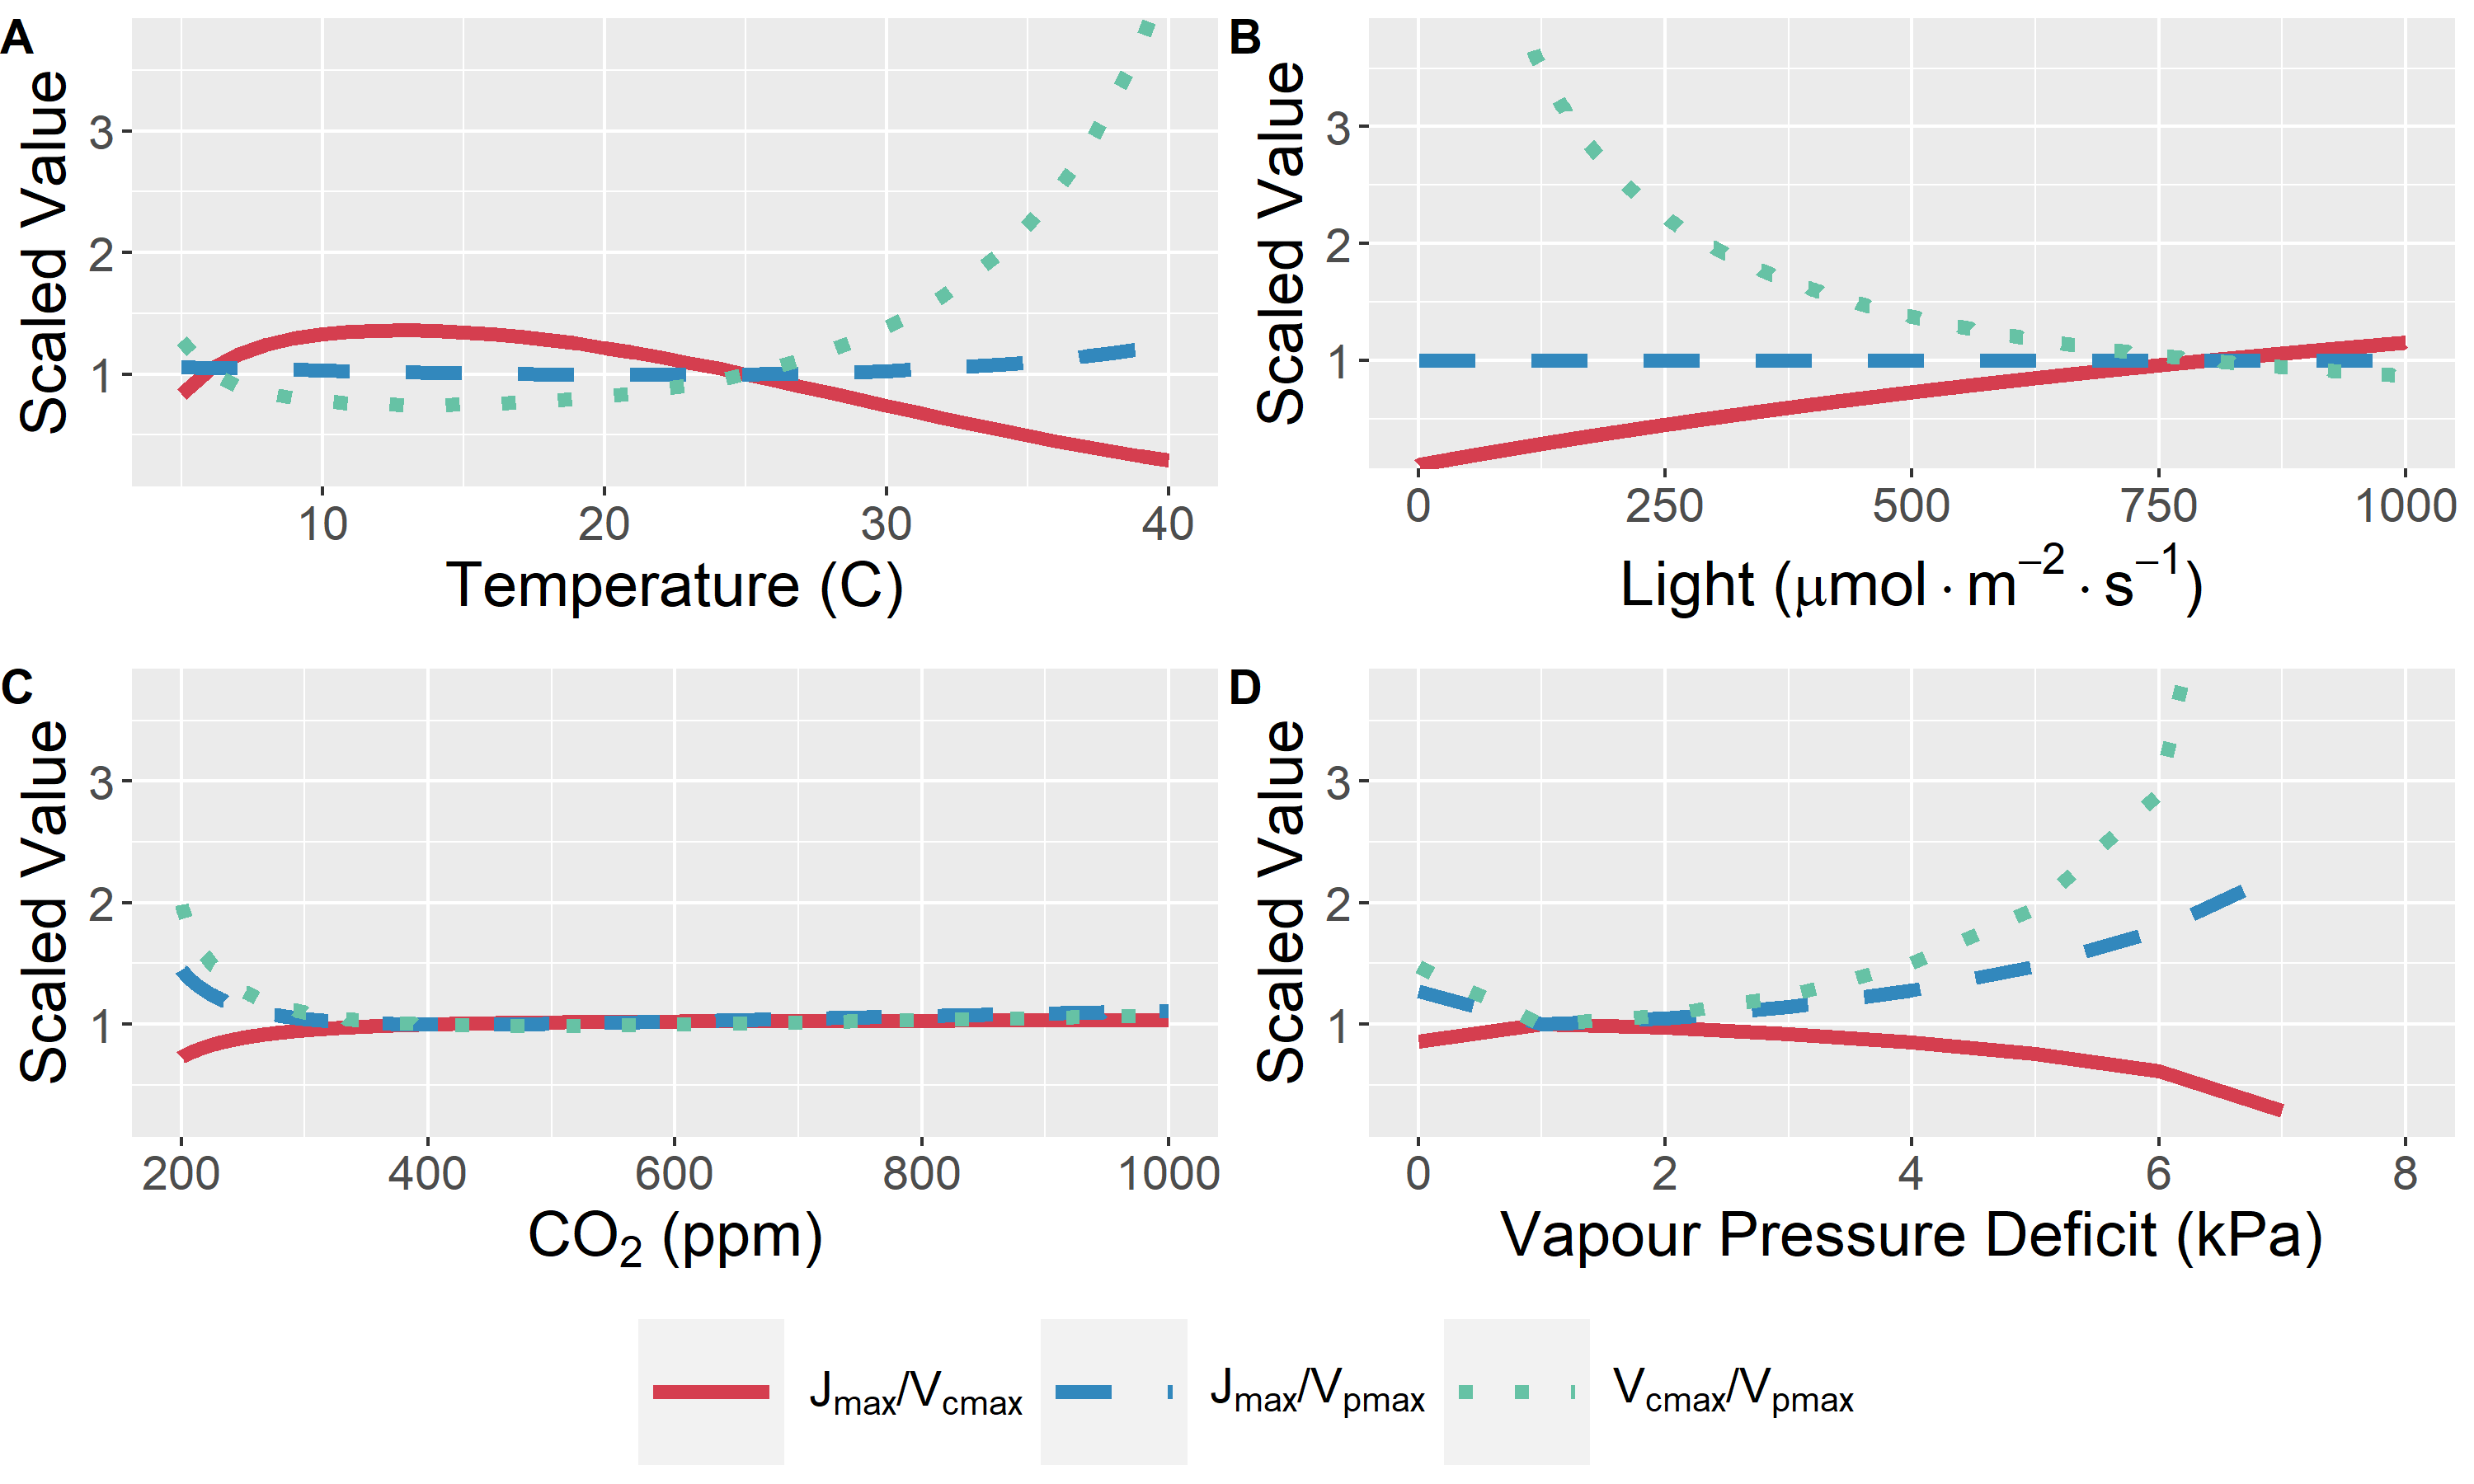 A
Scaled Value
3
2
1
10 20 30 40
Temperature (C)
B
Scaled Value
3
2
1
0 250 500 750 1000
Light (μmol · m⁻² · s⁻¹)
C
Scaled Value
3
2
1
200 400 600 800 1000
CO₂ (ppm)
D
Scaled Value
3
2
1
0 2 4 6 8
Vapour Pressure Deficit (kPa)
Jmax/Vcmax Jmax/Vpmax Vcmax/Vpmax